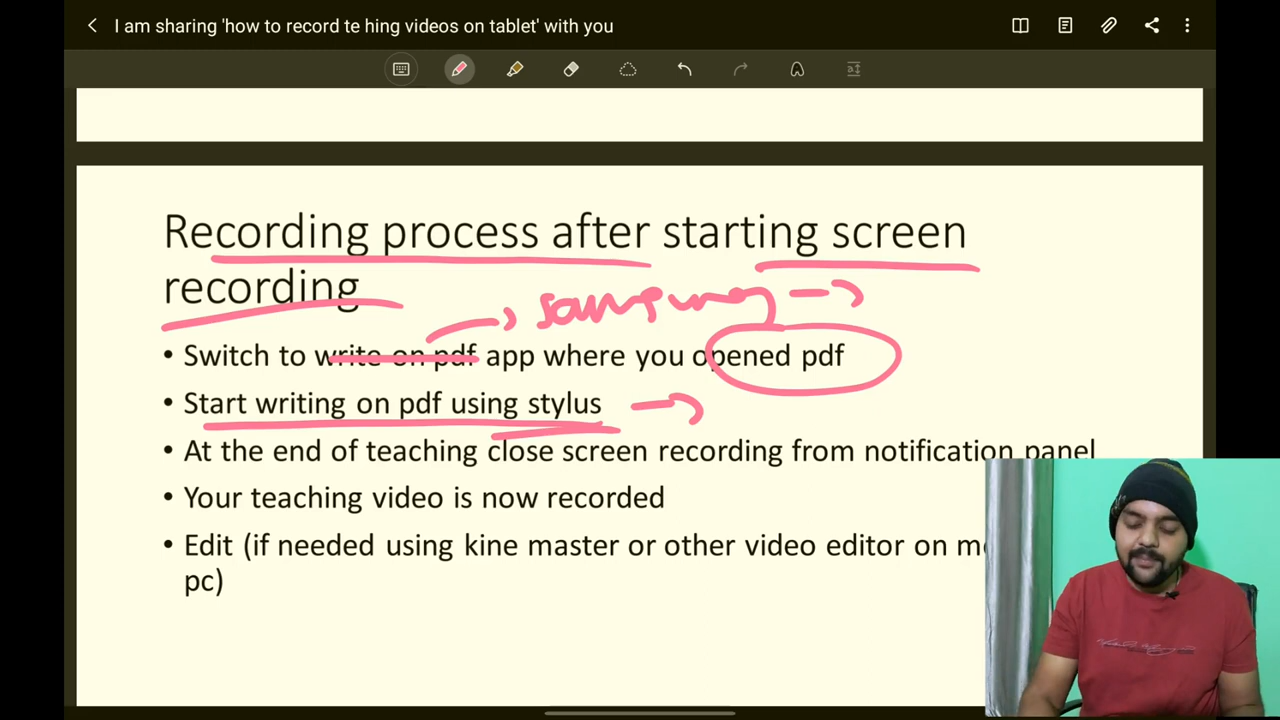 I am sharing 'how to record te hing videos on tablet' with you
Recording process after starting screen
recording
• Switch to write on pdf app where you opened pdf
• Start writing on pdf using stylus
• At the end of teaching close screen recording from notification panel
• Your teaching video is now recorded
• Edit (if needed using kine master or other video editor on
pc)